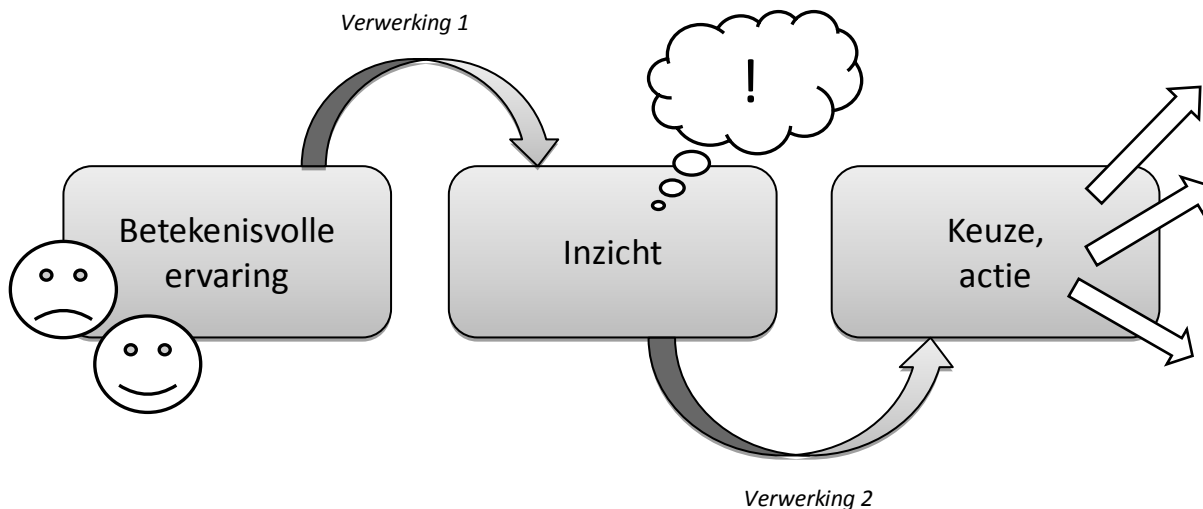 Verwerking 1
!
Betekenisvolle
ervaring
Inzicht
Keuze,
actie
Verwerking 2